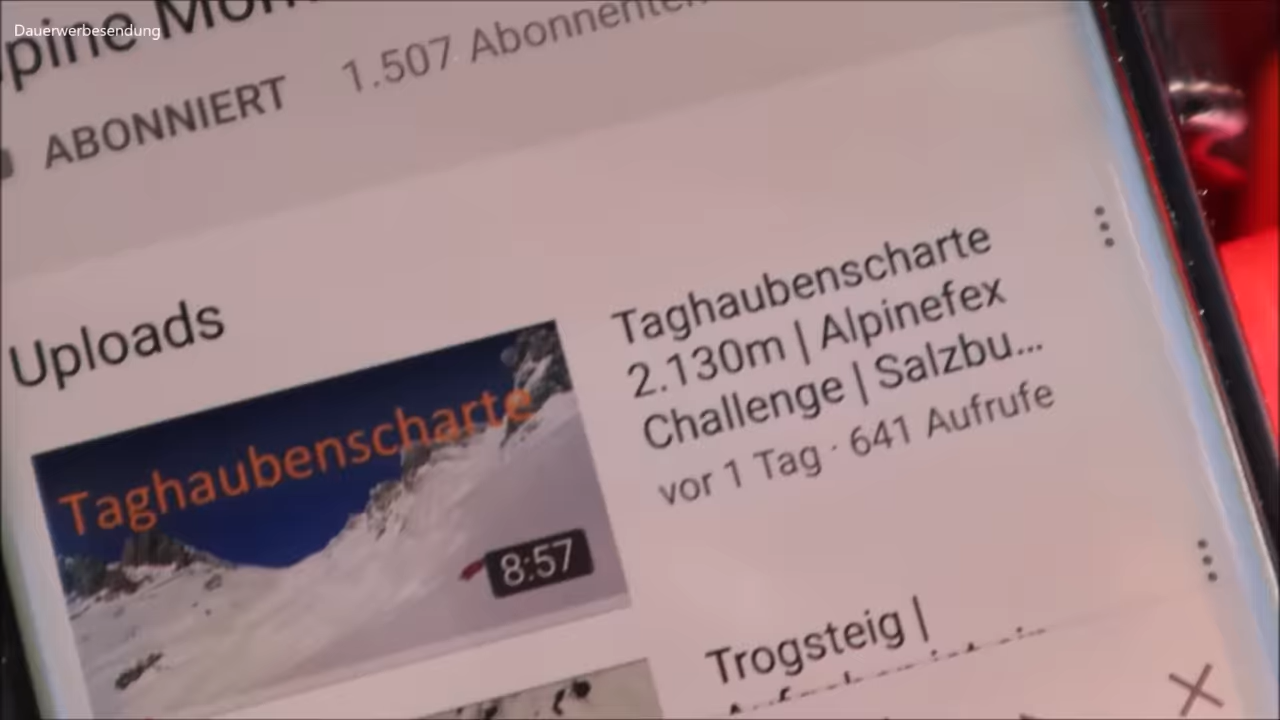 Dauerwerbesendung
ABONNIERT 1.507 Abonnenten
Uploads
Taghaubenscharte
8:57
Taghaubenscharte
2.130m | Alpinefex
Challenge | Salzbu...
vor 1 Tag · 641 Aufrufe
Trogsteig |